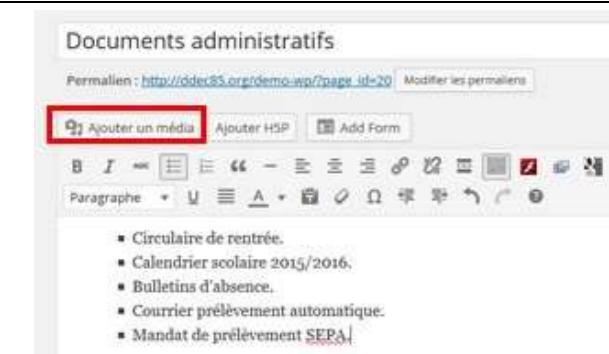 Documents administratifs
Permalien : http://ddec85.org/demo-wp/?page_id=20 Modifier les permaliens
Ajouter un média Ajouter H5P Add Form
B I ABC “ U A Ω
Paragraphe
Circulaire de rentrée.
Calendrier scolaire 2015/2016.
Bulletins d'absence.
Courrier prélèvement automatique.
Mandat de prélèvement SEPA.